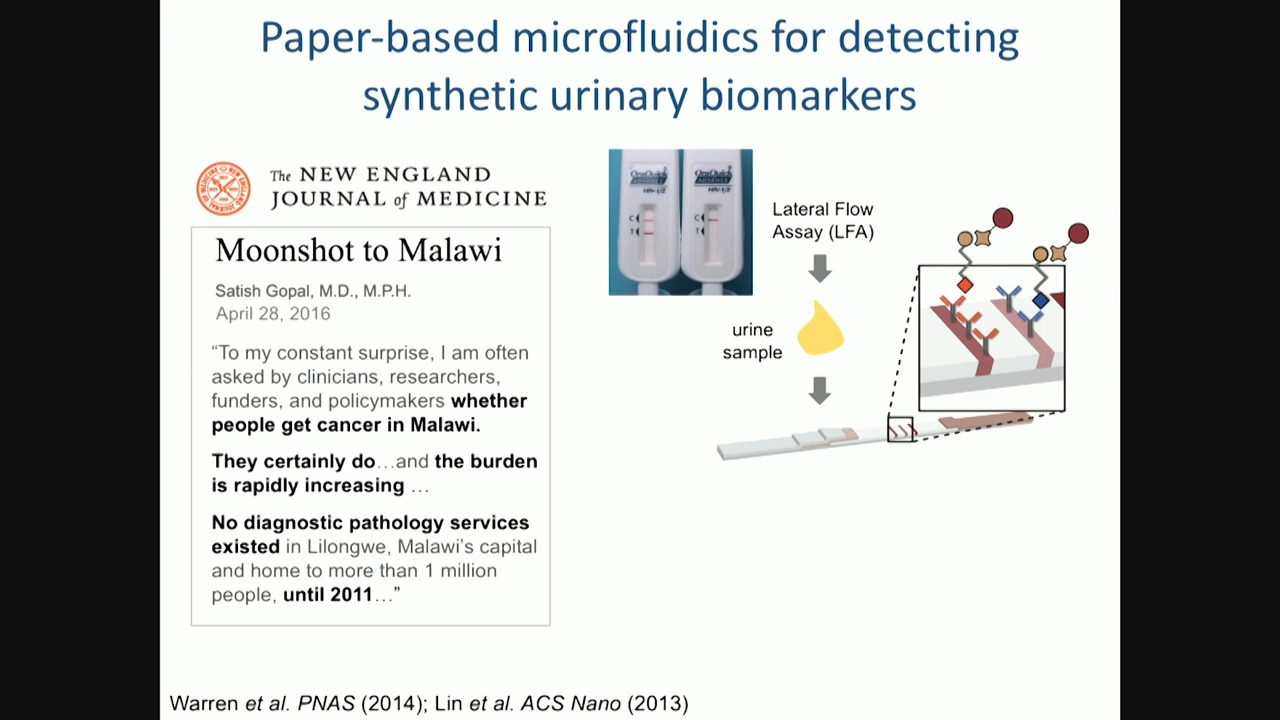 Paper-based microfluidics for detecting
synthetic urinary biomarkers
The NEW ENGLAND
JOURNAL of MEDICINE
Moonshot to Malawi
Satish Gopal, M.D., M.P.H.
April 28, 2016
“To my constant surprise, I am often
asked by clinicians, researchers,
funders, and policymakers whether
people get cancer in Malawi.
They certainly do…and the burden
is rapidly increasing …
No diagnostic pathology services
existed in Lilongwe, Malawi’s capital
and home to more than 1 million
people, until 2011…”
OraQuick
ADVANCE
C
T
OraQuick
ADVANCE
C
T
Lateral Flow
Assay (LFA)
urine
sample
Warren et al. PNAS (2014); Lin et al. ACS Nano (2013)